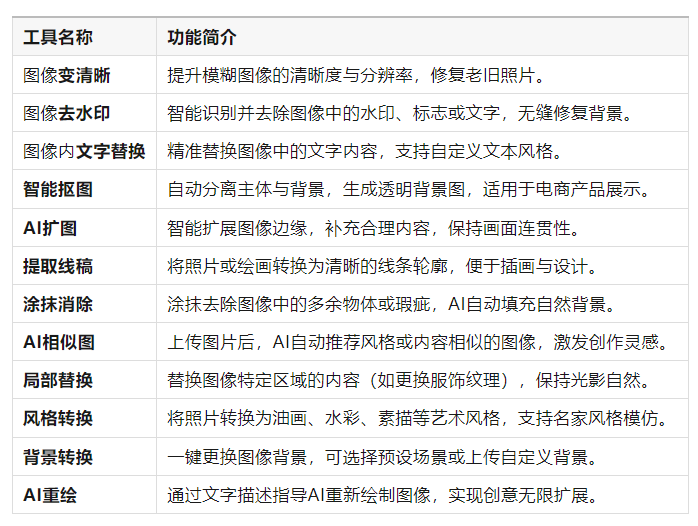 工具名称 功能简介
图像变清晰 提升模糊图像的清晰度与分辨率，修复老旧照片。
图像去水印 智能识别并去除图像中的水印、标志或文字，无缝修复背景。
图像内文字替换 精准替换图像中的文字内容，支持自定义文本风格。
智能抠图 自动分离主体与背景，生成透明背景图，适用于电商产品展示。
AI扩图 智能扩展图像边缘，补充合理内容，保持画面连贯性。
提取线稿 将照片或绘画转换为清晰的线条轮廓，便于插画与设计。
涂抹消除 涂抹去除图像中的多余物体或瑕疵，AI自动填充自然背景。
AI相似图 上传图片后，AI自动推荐风格或内容相似的图像，激发创作灵感。
局部替换 替换图像特定区域的内容（如更换服饰纹理），保持光影自然。
风格转换 将照片转换为油画、水彩、素描等艺术风格，支持名家风格模仿。
背景转换 一键更换图像背景，可选择预设场景或上传自定义背景。
AI重绘 通过文字描述指导AI重新绘制图像，实现创意无限扩展。